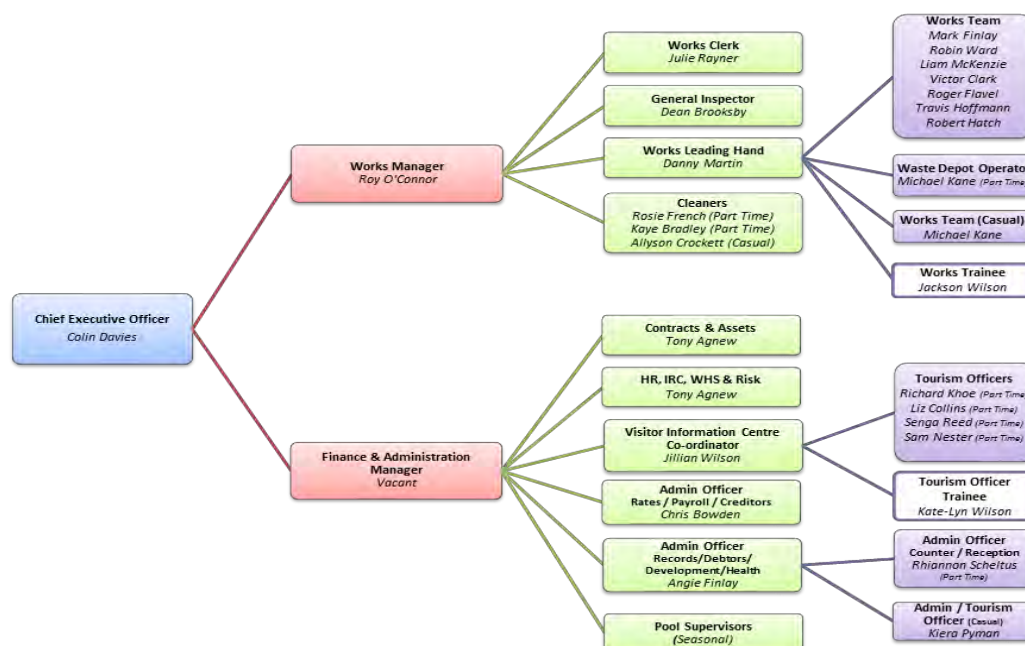 Chief Executive Officer
Colin Davies
Works Manager
Roy O'Connor
Works Clerk
Julie Rayner
General Inspector
Dean Brooksby
Works Leading Hand
Danny Martin
Cleaners
Rosie French (Part Time)
Kaye Bradley (Part Time)
Allyson Crockett (Casual)
Works Team
Mark Finlay
Robin Ward
Liam McKenzie
Victor Clark
Roger Flavel
Travis Hoffmann
Robert Hatch
Waste Depot Operato
Michael Kane (Part Time)
Works Team (Casual)
Michael Kane
Works Trainee
Jackson Wilson
Finance & Administration
Manager
Vacant
Contracts & Assets
Tony Agnew
HR, IRC, WHS & Risk
Tony Agnew
Visitor Information Centre
Co-ordinator
Jillian Wilson
Admin Officer
Rates / Payroll / Creditors
Chris Bowden
Admin Officer
Records/Debtors/
Development/Health
Angie Finlay
Pool Supervisors
(Seasonal)
Tourism Officers
Richard Khoe (Part Time)
Liz Collins (Part Time)
Senga Reed (Part Time)
Sam Nester (Part Time)
Tourism Officer
Trainee
Kate-Lyn Wilson
Admin Officer
Counter / Reception
Rhiannon Scheltus
(Part Time)
Admin / Tourism
Officer (Casual)
Kiera Pyman